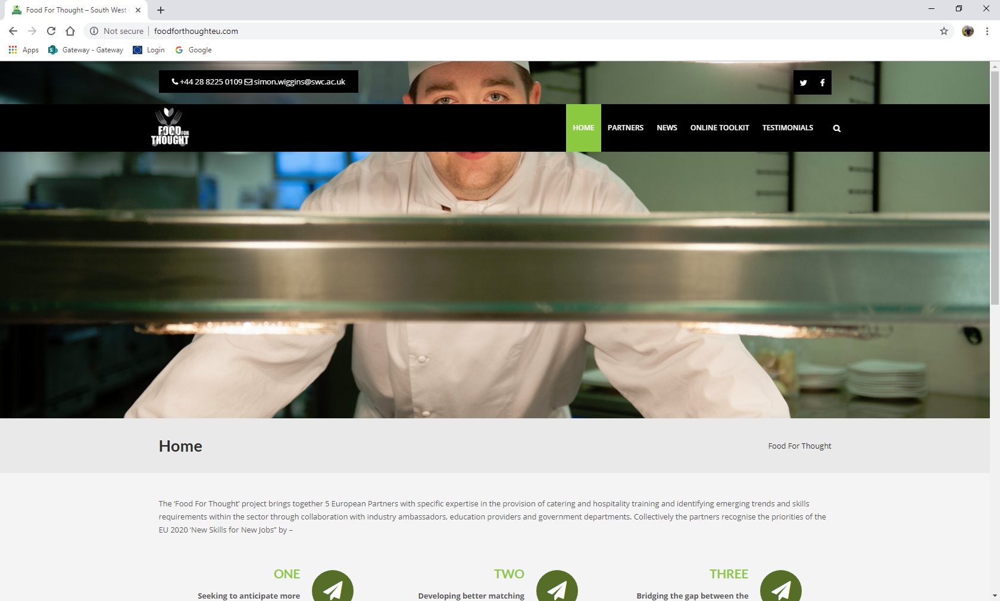 Food For Thought – South West
Not secure
foodforthoughteu.com
Apps
Gateway - Gateway
Login
Google
+44 28 8225 0109 simon.wiggins@swc.ac.uk
FOOD FOR
THOUGHT
HOME
PARTNERS
NEWS
ONLINE TOOLKIT
TESTIMONIALS
Home
Food For Thought
The ‘Food For Thought’ project brings together 5 European Partners with specific expertise in the provision of catering and hospitality training and identifying emerging trends and skills
requirements within the sector through collaboration with industry ambassadors, education providers and government departments. Collectively the partners recognise the priorities of the
EU 2020 ‘New Skills for New Jobs” by –
ONE
Seeking to anticipate more
TWO
Developing better matching
THREE
Bridging the gap between the